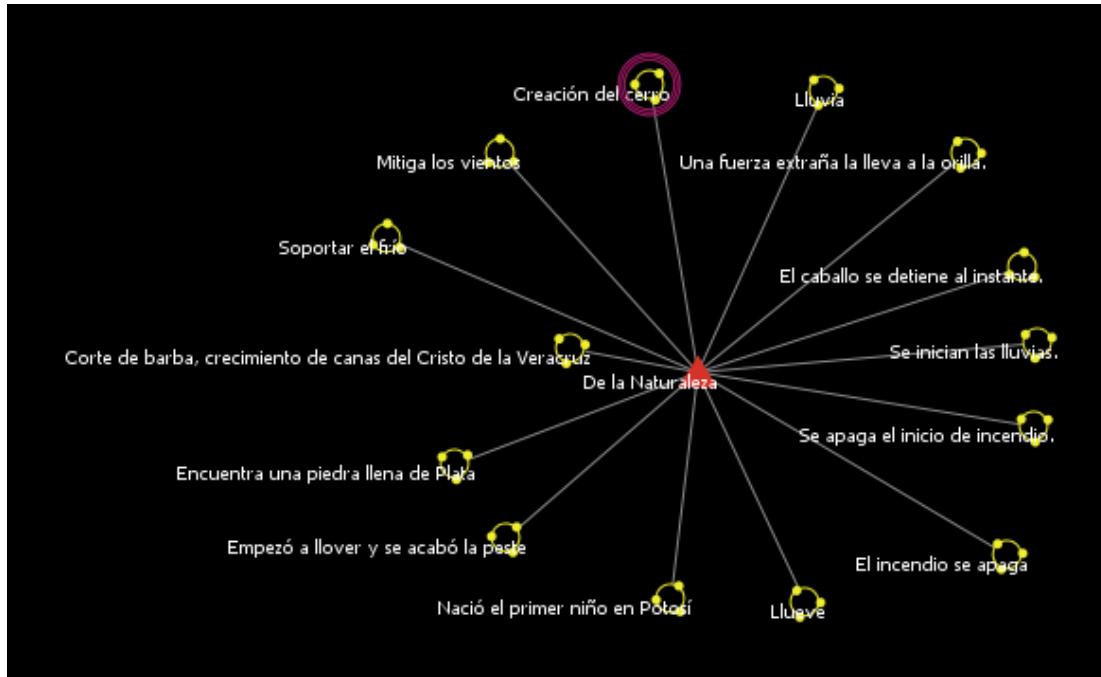 Creación del cerro
Lluvia
Mitiga los vientos
Una fuerza extraña la lleva a la orilla.
Soportar el frío
El caballo se detiene al instante.
Corte de barba, crecimiento de canas del Cristo de la Veracruz
Se inician las lluvias.
De la Naturaleza
Se apaga el inicio de incendio.
Encuentra una piedra llena de Plata
Empezó a llover y se acabó la peste
El incendio se apaga
Nació el primer niño en Potosí
Llueve